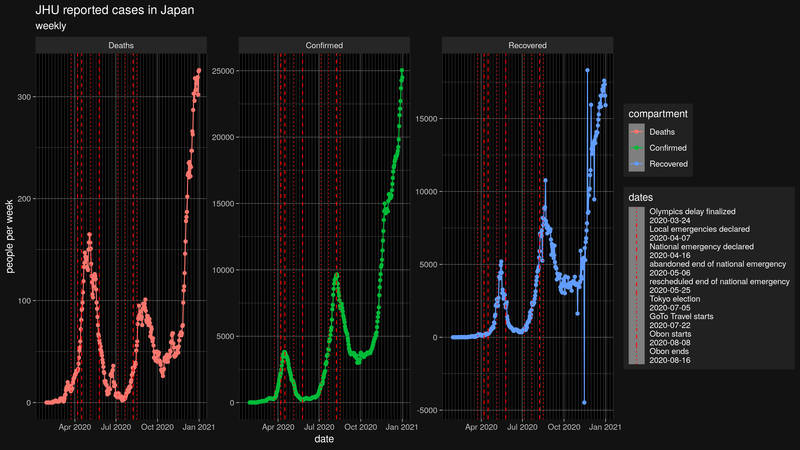 JHU reported cases in Japan
weekly
Deaths
Confirmed
Recovered
people per week
300
200
100
0
25000
20000
15000
10000
5000
0
15000
10000
5000
0
-5000
Apr 2020 Jul 2020 Oct 2020 Jan 2021
Apr 2020 Jul 2020 Oct 2020 Jan 2021
Apr 2020 Jul 2020 Oct 2020 Jan 2021
date
compartment
Deaths
Confirmed
Recovered
dates
Olympics delay finalized
2020-03-24
Local emergencies declared
2020-04-07
National emergency declared
2020-04-16
abandoned end of national emergency
2020-05-06
rescheduled end of national emergency
2020-05-25
Tokyo election
2020-07-05
GoTo Travel starts
2020-07-22
Obon starts
2020-08-08
Obon ends
2020-08-16